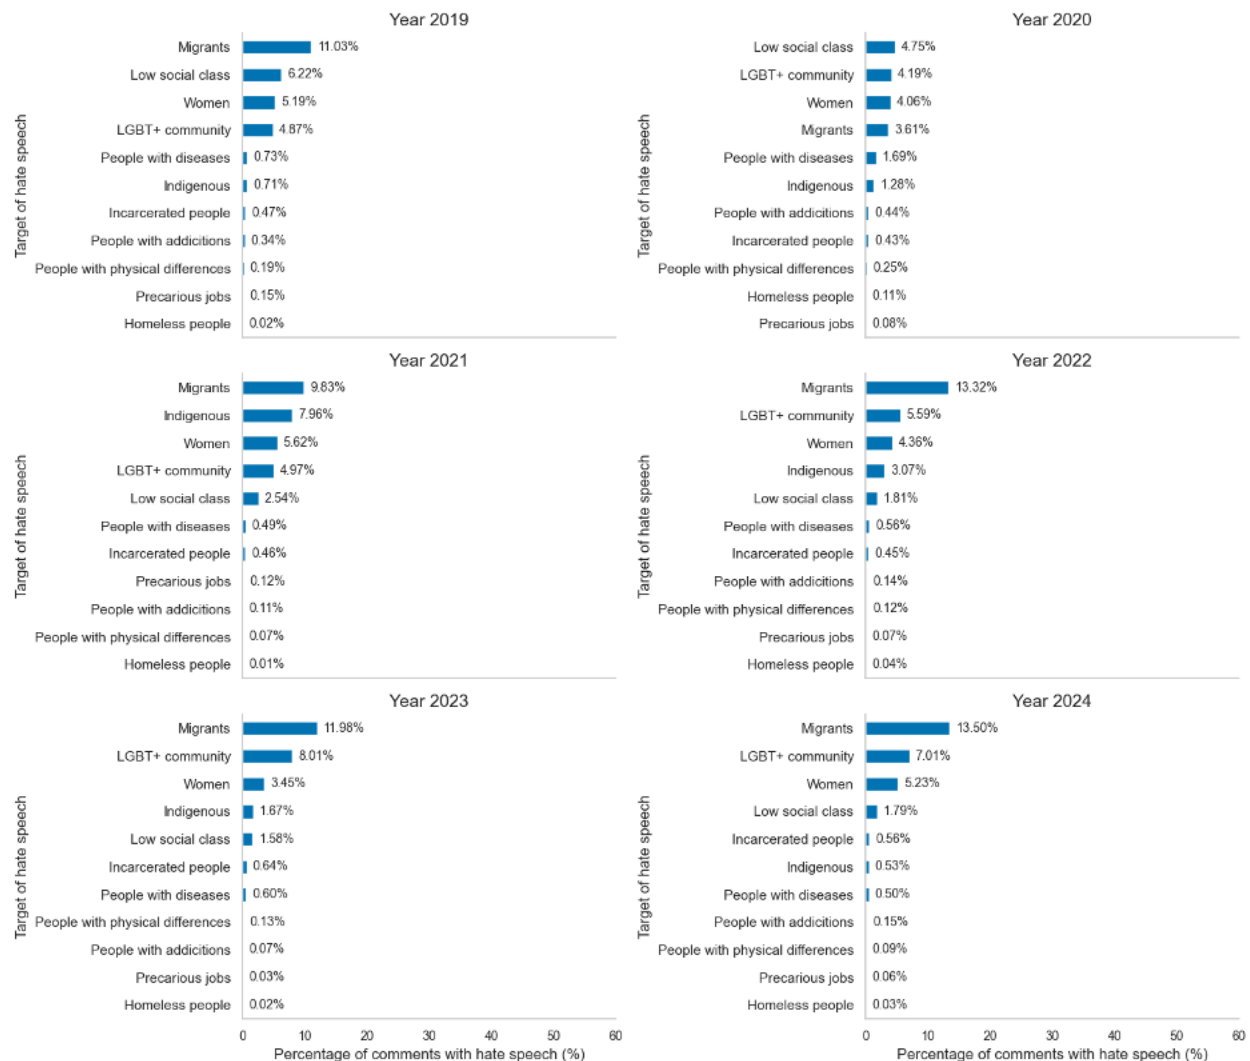 Year 2019
Target of hate speech
Migrants 11.03%
Low social class 6.22%
Women 5.19%
LGBT+ community 4.87%
People with diseases 0.73%
Indigenous 0.71%
Incarcerated people 0.47%
People with addicitions 0.34%
People with physical differences 0.19%
Precarious jobs 0.15%
Homeless people 0.02%
Year 2020
Target of hate speech
Low social class 4.75%
LGBT+ community 4.19%
Women 4.06%
Migrants 3.61%
People with diseases 1.69%
Indigenous 1.28%
People with addicitions 0.44%
Incarcerated people 0.43%
People with physical differences 0.25%
Homeless people 0.11%
Precarious jobs 0.08%
Year 2021
Target of hate speech
Migrants 9.83%
Indigenous 7.96%
Women 5.62%
LGBT+ community 4.97%
Low social class 2.54%
People with diseases 0.49%
Incarcerated people 0.46%
Precarious jobs 0.12%
People with addicitions 0.11%
People with physical differences 0.07%
Homeless people 0.01%
Year 2022
Target of hate speech
Migrants 13.32%
LGBT+ community 5.59%
Women 4.36%
Indigenous 3.07%
Low social class 1.81%
People with diseases 0.56%
Incarcerated people 0.45%
People with addicitions 0.14%
People with physical differences 0.12%
Precarious jobs 0.07%
Homeless people 0.04%
Year 2023
Target of hate speech
Migrants 11.98%
LGBT+ community 8.01%
Women 3.45%
Indigenous 1.67%
Low social class 1.58%
Incarcerated people 0.64%
People with diseases 0.60%
People with physical differences 0.13%
People with addicitions 0.07%
Precarious jobs 0.03%
Homeless people 0.02%
0 10 20 30 40 50 60
Percentage of comments with hate speech (%)
Year 2024
Target of hate speech
Migrants 13.50%
LGBT+ community 7.01%
Women 5.23%
Low social class 1.79%
Incarcerated people 0.56%
Indigenous 0.53%
People with diseases 0.50%
People with addicitions 0.15%
People with physical differences 0.09%
Precarious jobs 0.06%
Homeless people 0.03%
0 10 20 30 40 50 60
Percentage of comments with hate speech (%)